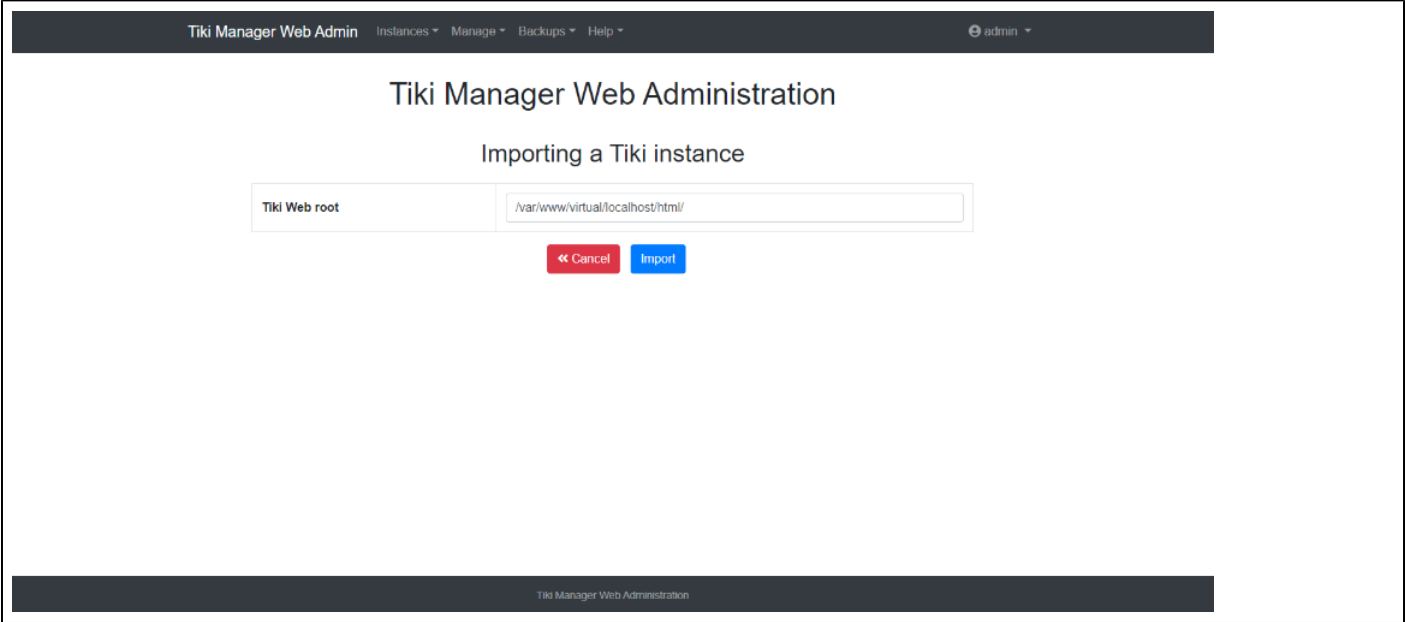 Tiki Manager Web Admin Instances Manage Backups Help admin
Tiki Manager Web Administration
Importing a Tiki instance
Tiki Web root /var/www/virtual/localhost/html/
Cancel Import
Tiki Manager Web Administration